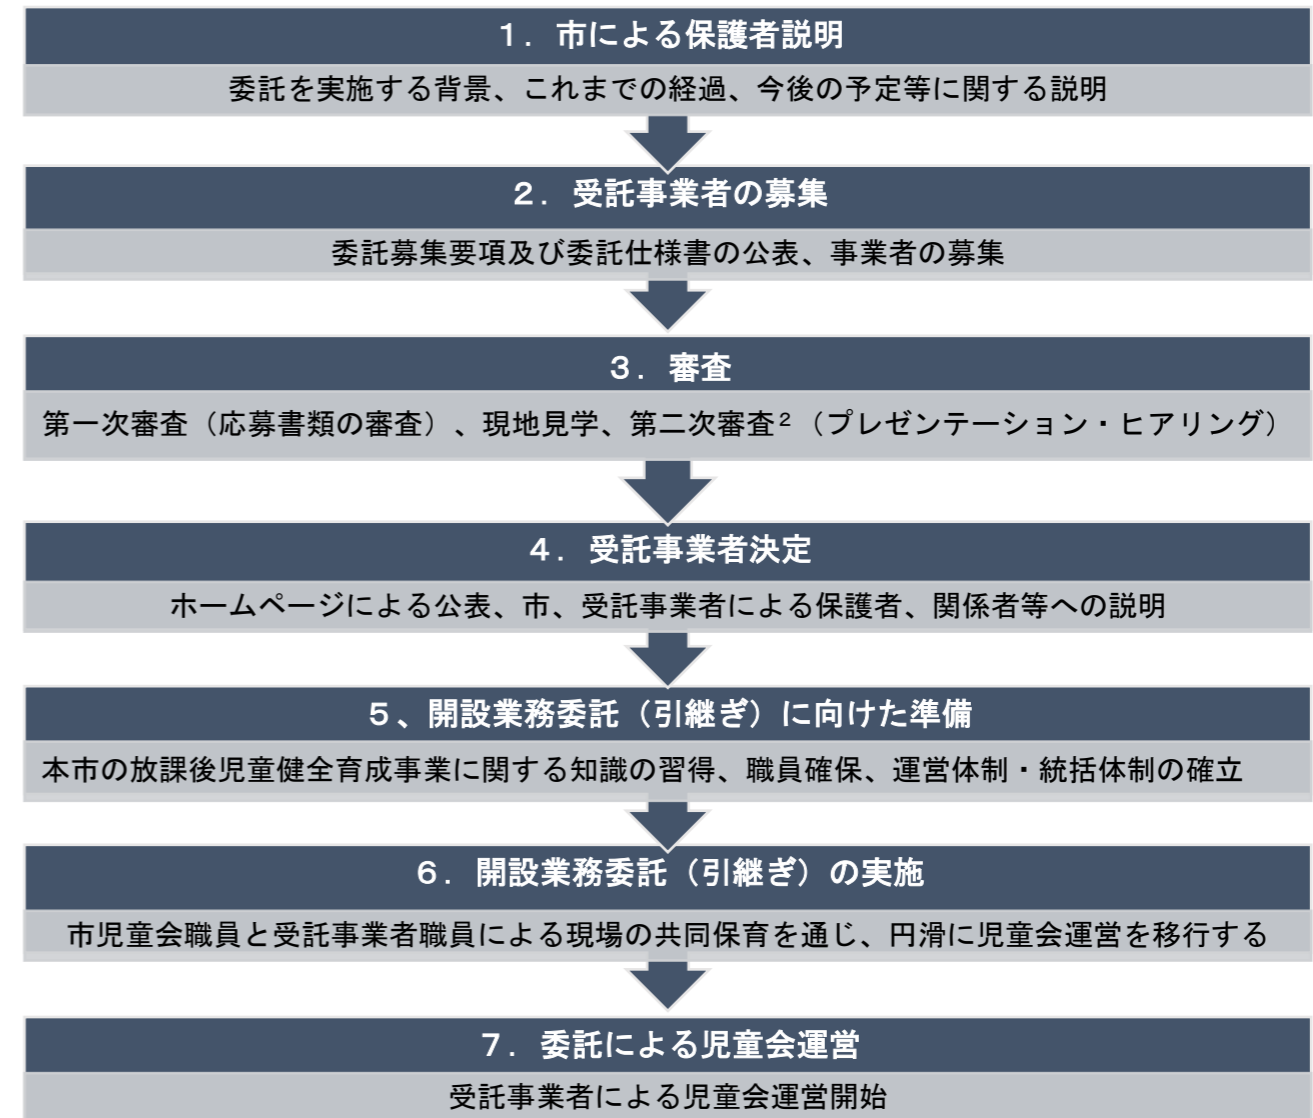 １．市による保護者説明
委託を実施する背景、これまでの経過、今後の予定等に関する説明
２．受託事業者の募集
委託募集要項及び委託仕様書の公表、事業者の募集
３．審査
第一次審査（応募書類の審査）、現地見学、第二次審査²（プレゼンテーション・ヒアリング）
４．受託事業者決定
ホームページによる公表、市、受託事業者による保護者、関係者等への説明
５、開設業務委託（引継ぎ）に向けた準備
本市の放課後児童健全育成事業に関する知識の習得、職員確保、運営体制・統括体制の確立
６．開設業務委託（引継ぎ）の実施
市児童会職員と受託事業者職員による現場の共同保育を通じ、円滑に児童会運営を移行する
７．委託による児童会運営
受託事業者による児童会運営開始